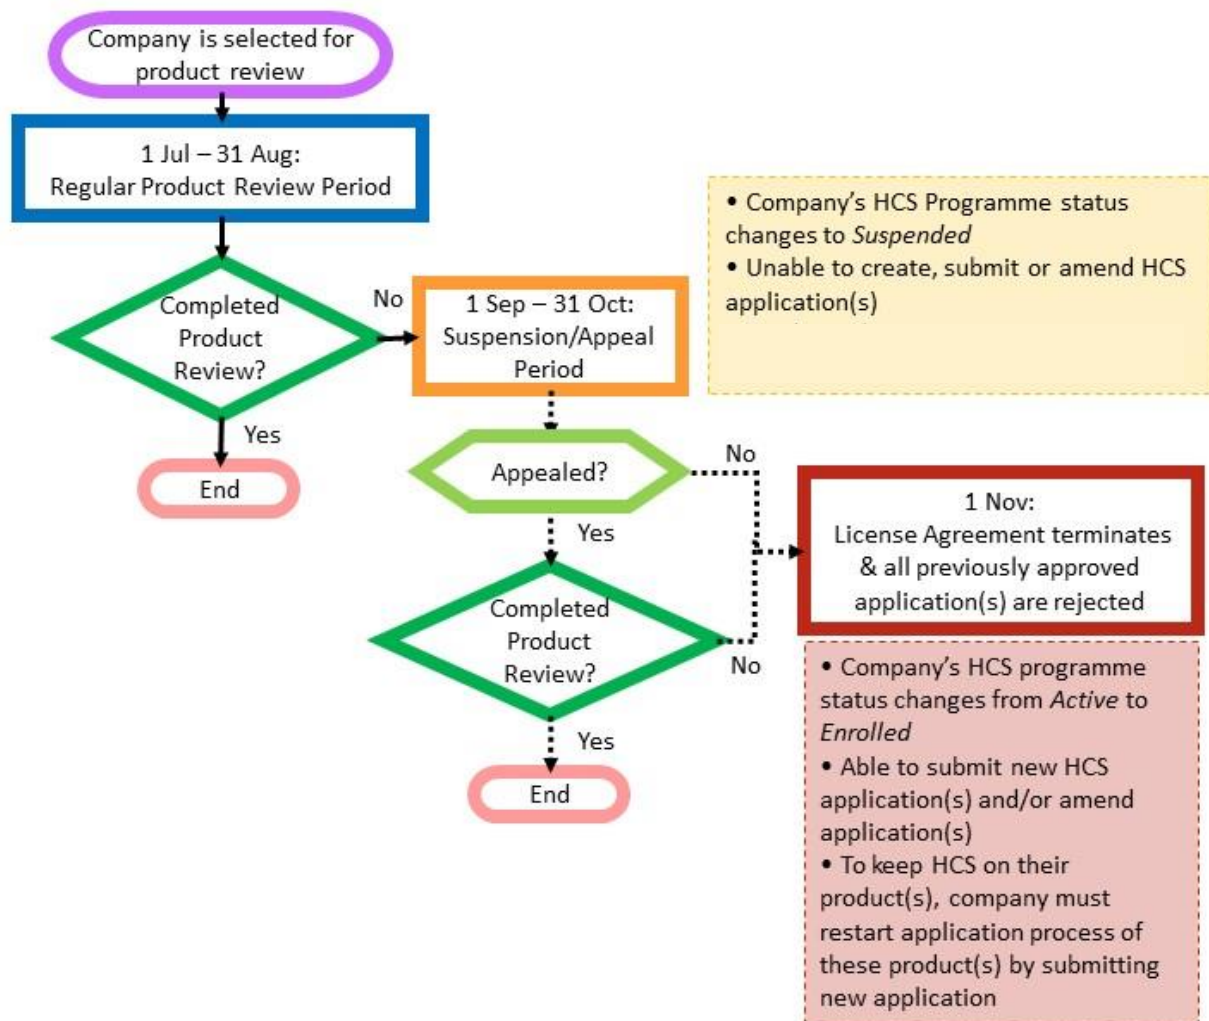 Company is selected for
product review
1 Jul – 31 Aug:
Regular Product Review Period
• Company's HCS Programme status
changes to Suspended
• Unable to create, submit or amend HCS
application(s)
Completed
Product
Review?
No
1 Sep – 31 Oct:
Suspension/Appeal
Period
Yes
End
Appealed?
No
Yes
1 Nov:
License Agreement terminates
& all previously approved
application(s) are rejected
Completed
Product
Review?
No
Yes
End
• Company's HCS programme
status changes from Active to
Enrolled
• Able to submit new HCS
application(s) and/or amend
application(s)
• To keep HCS on their
product(s), company must
restart application process of
these product(s) by submitting
new application